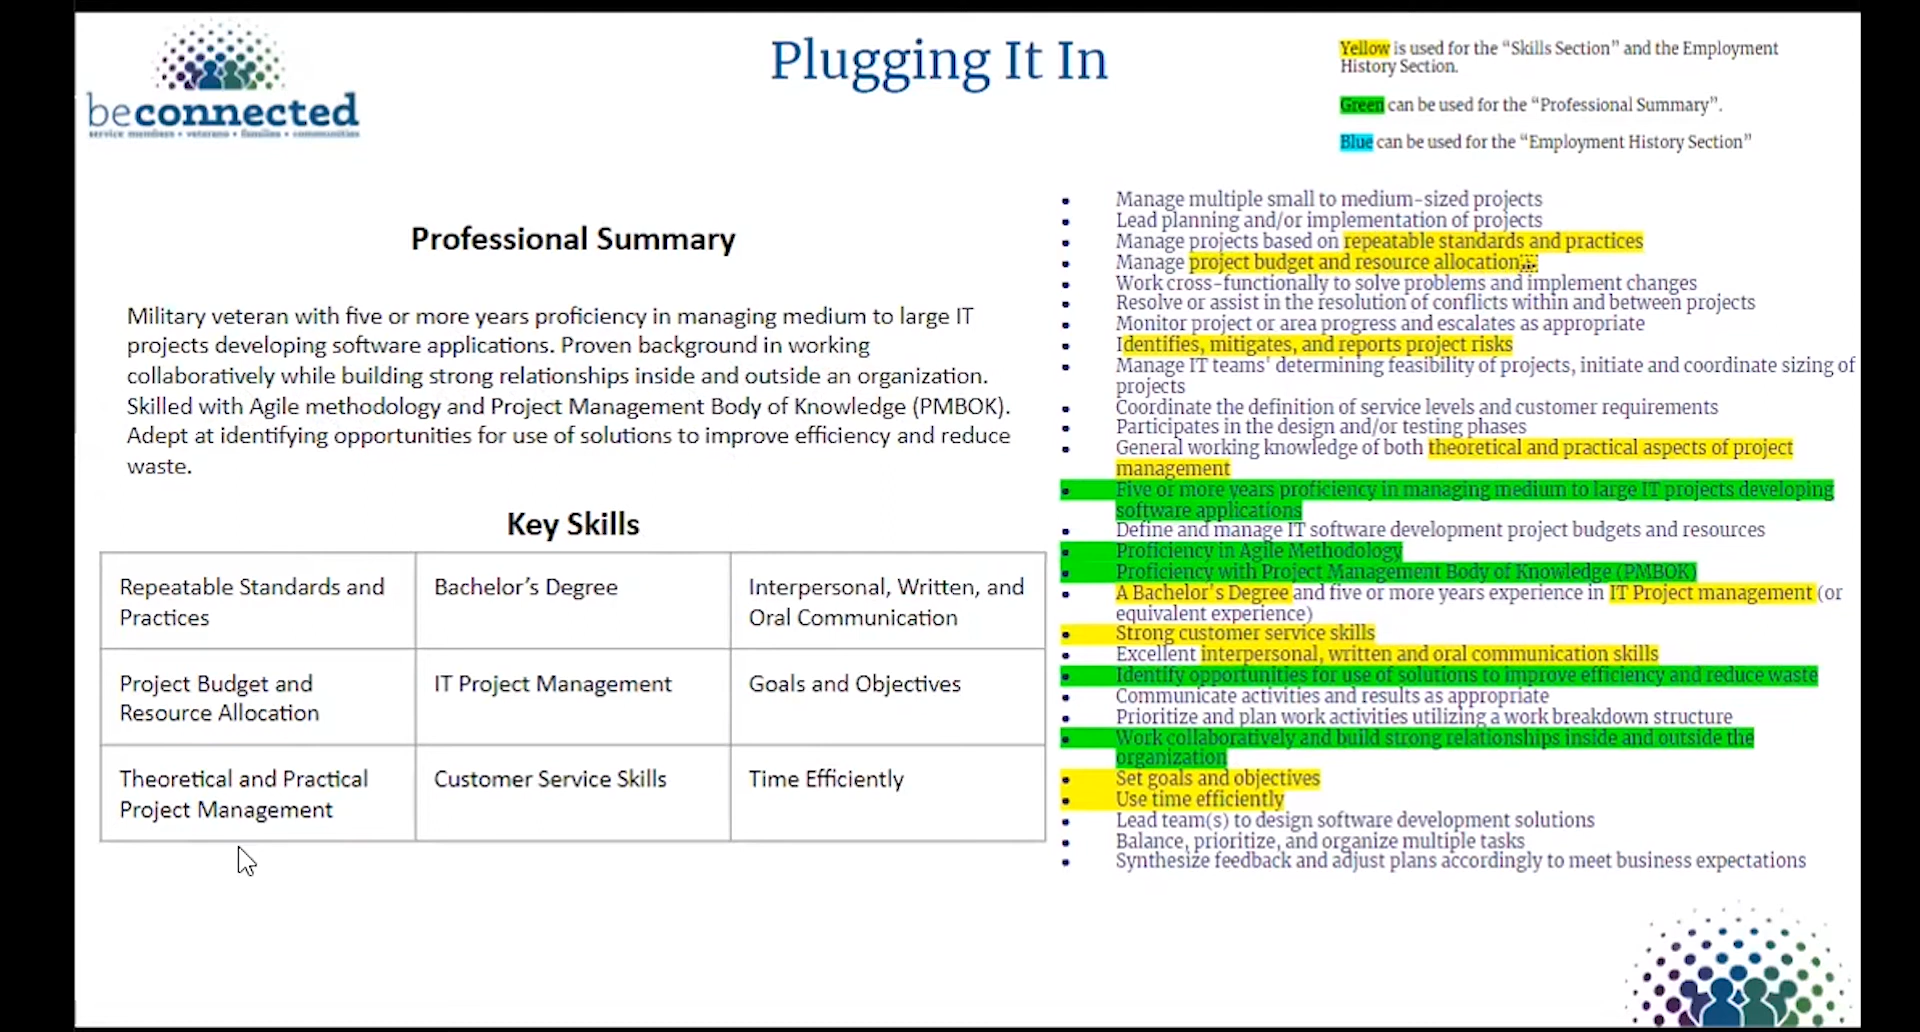 beconnected
service members • veterans • families • communities
Plugging It In
Yellow is used for the “Skills Section” and the Employment
History Section.
Green can be used for the “Professional Summary”.
Blue can be used for the “Employment History Section”
Professional Summary
Military veteran with five or more years proficiency in managing medium to large IT
projects developing software applications. Proven background in working
collaboratively while building strong relationships inside and outside an organization.
Skilled with Agile methodology and Project Management Body of Knowledge (PMBOK).
Adept at identifying opportunities for use of solutions to improve efficiency and reduce
waste.
Key Skills
Repeatable Standards and
Practices
Bachelor’s Degree
Interpersonal, Written, and
Oral Communication
Project Budget and
Resource Allocation
IT Project Management
Goals and Objectives
Theoretical and Practical
Project Management
Customer Service Skills
Time Efficiently
• Manage multiple small to medium-sized projects
• Lead planning and/or implementation of projects
• Manage projects based on repeatable standards and practices
• Manage project budget and resource allocation
• Work cross-functionally to solve problems and implement changes
• Resolve or assist in the resolution of conflicts within and between projects
• Monitor project or area progress and escalates as appropriate
• Identifies, mitigates, and reports project risks
• Manage IT teams' determining feasibility of projects, initiate and coordinate sizing of
projects
• Coordinate the definition of service levels and customer requirements
• Participates in the design and/or testing phases
• General working knowledge of both theoretical and practical aspects of project
management
• Five or more years proficiency in managing medium to large IT projects developing
software applications
• Define and manage IT software development project budgets and resources
• Proficiency in Agile Methodology
• Proficiency with Project Management Body of Knowledge (PMBOK)
• A Bachelor's Degree and five or more years experience in IT Project management (or
equivalent experience)
• Strong customer service skills
• Excellent interpersonal, written and oral communication skills
• Identify opportunities for use of solutions to improve efficiency and reduce waste
• Communicate activities and results as appropriate
• Prioritize and plan work activities utilizing a work breakdown structure
• Work collaboratively and build strong relationships inside and outside the
organization
• Set goals and objectives
• Use time efficiently
• Lead team(s) to design software development solutions
• Balance, prioritize, and organize multiple tasks
• Synthesize feedback and adjust plans accordingly to meet business expectations